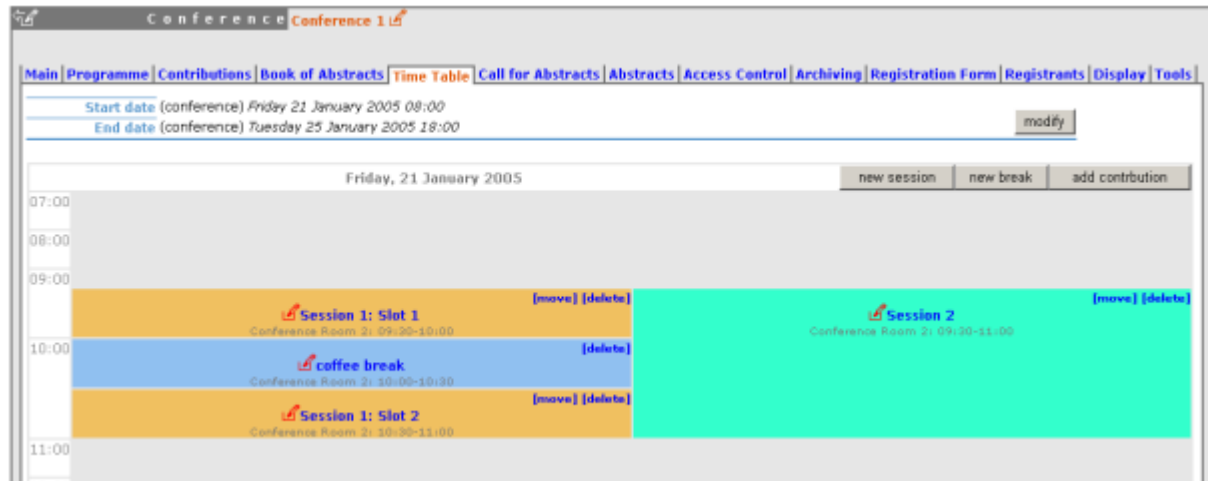 Conference Conference 1
Main Programme Contributions Book of Abstracts Time Table Call for Abstracts Abstracts Access Control Archiving Registration Form Registrants Display Tools
Start date (conference) Friday 21 January 2005 08:00
End date (conference) Tuesday 25 January 2005 18:00
modify
Friday, 21 January 2005 new session new break add contrbution
07:00
08:00
09:00
[move] [delete]
Session 1: Slot 1
Conference Room 2: 09:30-10:00
[move] [delete]
Session 2
Conference Room 2: 09:30-11:00
10:00
[delete]
coffee break
Conference Room 2: 10:00-10:30
[move] [delete]
Session 1: Slot 2
Conference Room 2: 10:30-11:00
11:00